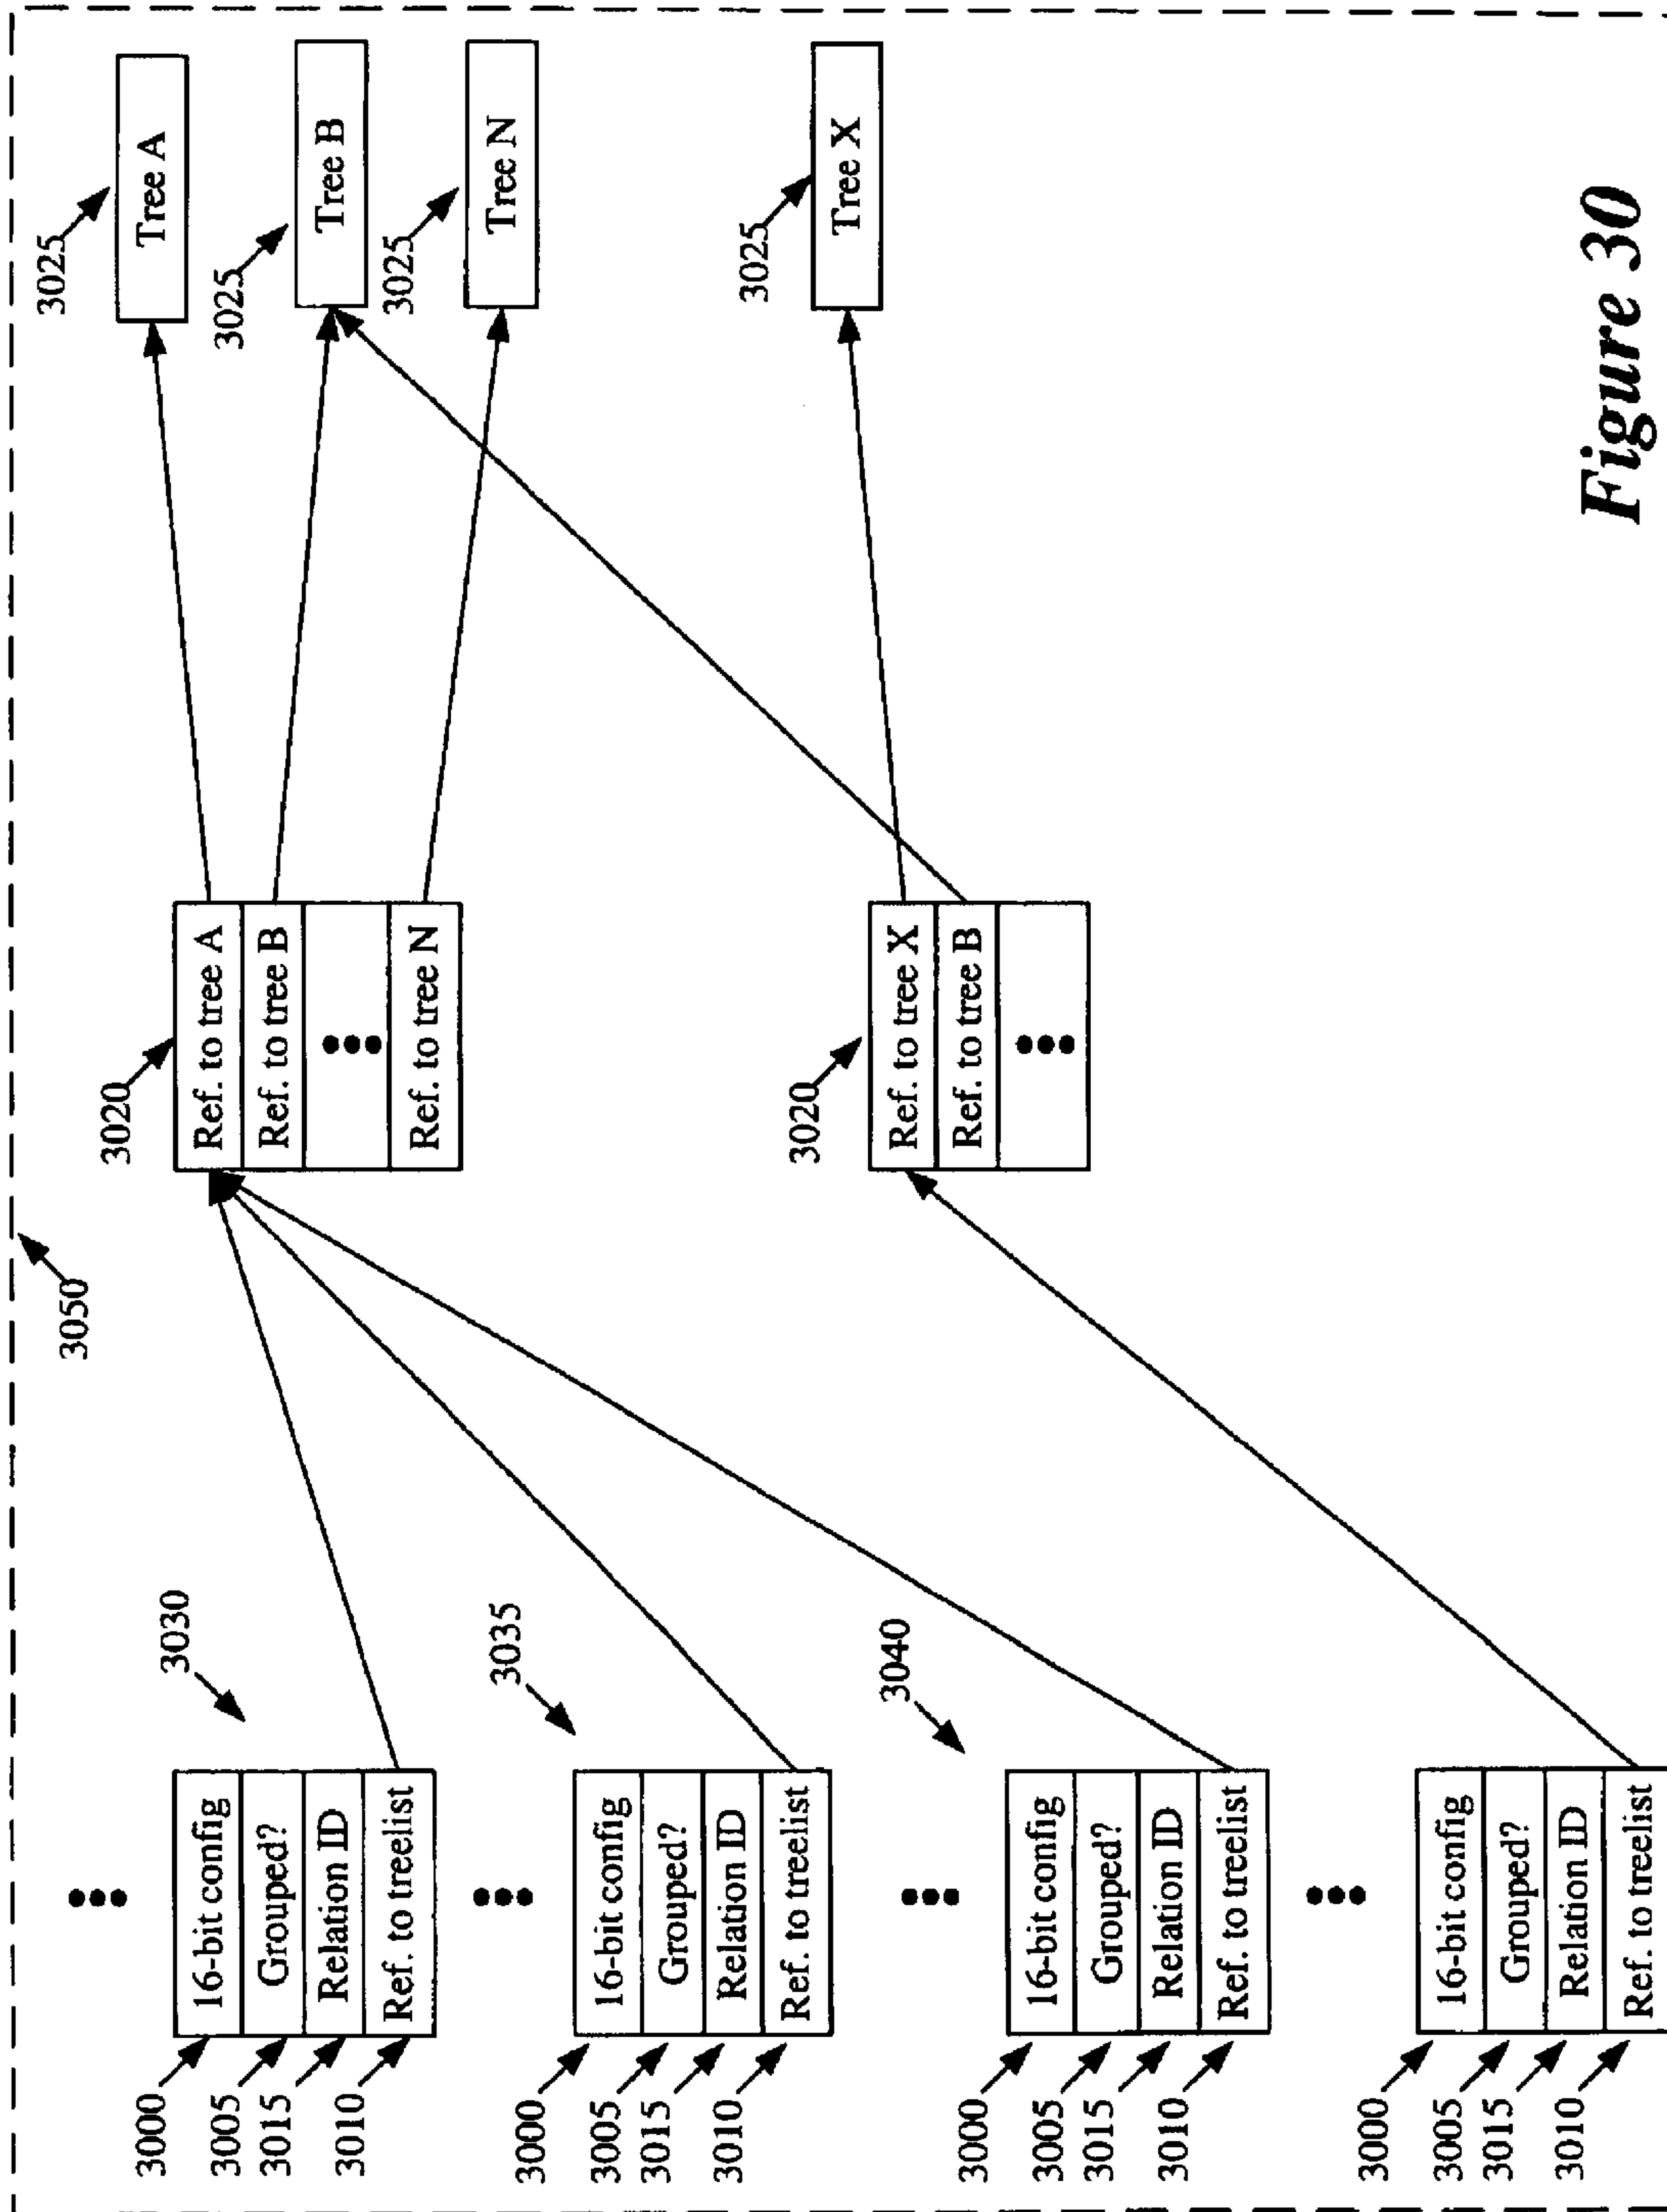 3050
3000
3005
3015
3010
16-bit config
Grouped?
Relation ID
Ref. to treelist
3030
3000
3005
3015
3010
16-bit config
Grouped?
Relation ID
Ref. to treelist
3035
3000
3005
3015
3010
16-bit config
Grouped?
Relation ID
Ref. to treelist
3040
3000
3005
3015
3010
16-bit config
Grouped?
Relation ID
Ref. to treelist
3020
Ref. to tree A
Ref. to tree B
Ref. to tree N
3020
Ref. to tree X
Ref. to tree B
3025
Tree A
3025
Tree B
3025
Tree N
3025
Tree X
Figure 30